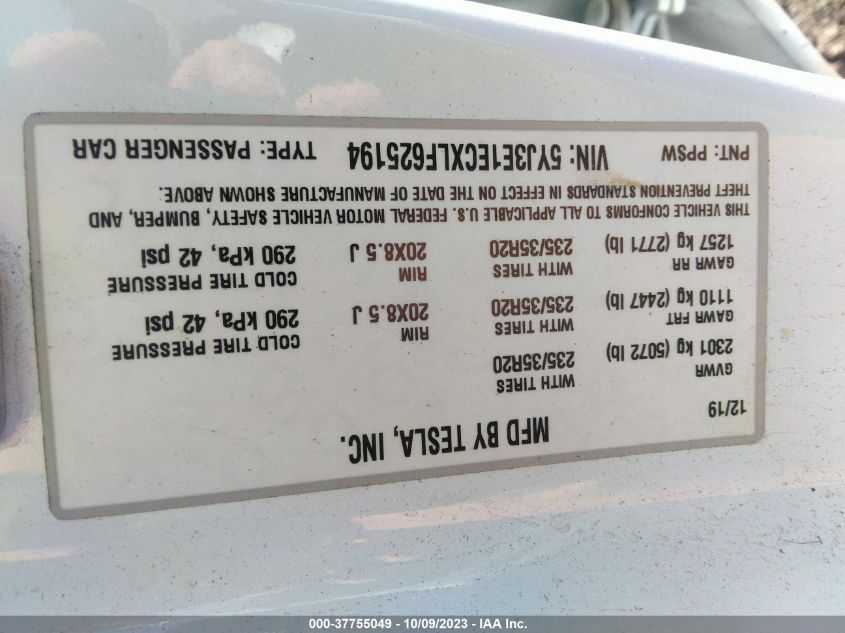 MFD BY TESLA, INC.
12/19
GVWR
2301 kg (5072 lb)
WITH TIRES
235/35R20
GAWR FRT
1110 kg (2447 lb)
WITH TIRES
235/35R20
RIM
20X8.5 J
COLD TIRE PRESSURE
290 kPa, 42 psi
GAWR RR
1257 kg (2771 lb)
WITH TIRES
235/35R20
RIM
20X8.5 J
COLD TIRE PRESSURE
290 kPa, 42 psi
THIS VEHICLE CONFORMS TO ALL APPLICABLE U.S. FEDERAL MOTOR VEHICLE SAFETY, BUMPER, AND,
THEFT PREVENTION STANDARDS IN EFFECT ON THE DATE OF MANUFACTURE SHOWN ABOVE.
PNT: PPSW VIN: 5YJ3E1ECXLF625194 TYPE: PASSENGER CAR
000-37755049 - 10/09/2023 - IAA Inc.